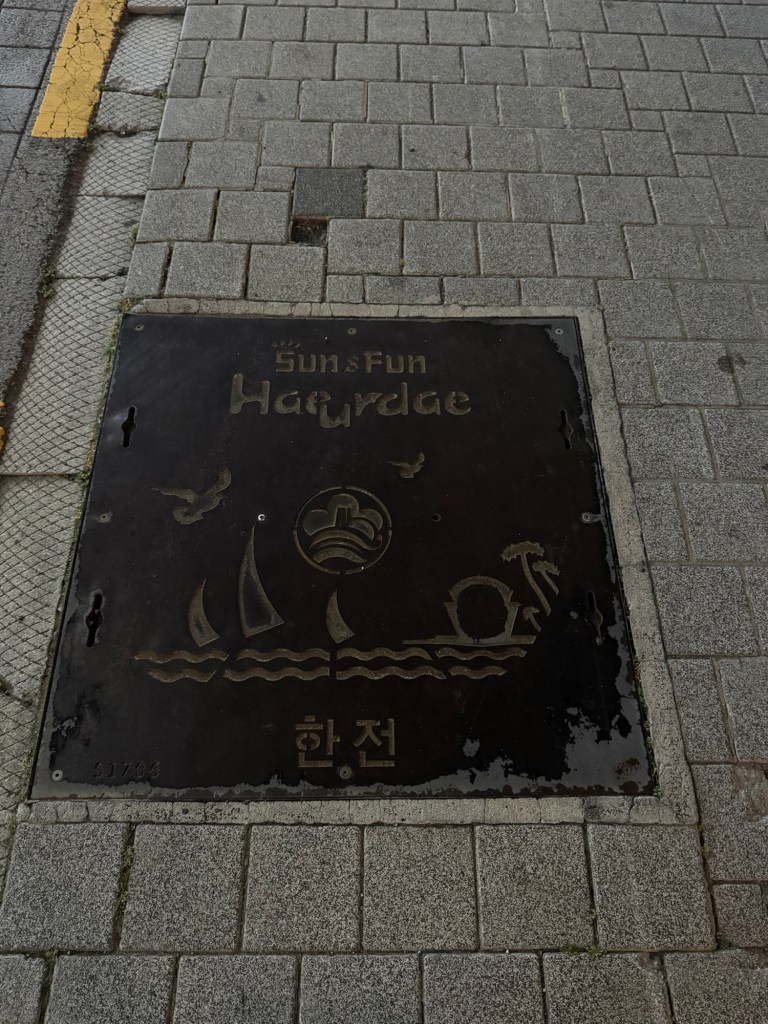 Sun & Fun
Haeundae
한전